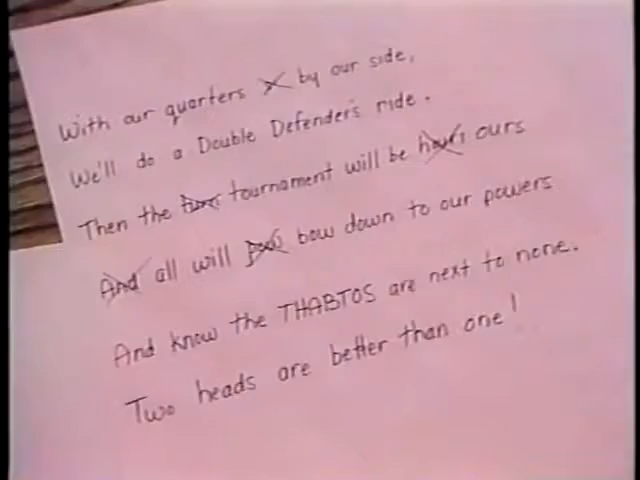 With our quarters by our side,
We'll do a Double Defender's ride.
Then the tournament will be ours
all will bow down to our powers
And know the THABTOS are next to none.
Two heads are better than one!